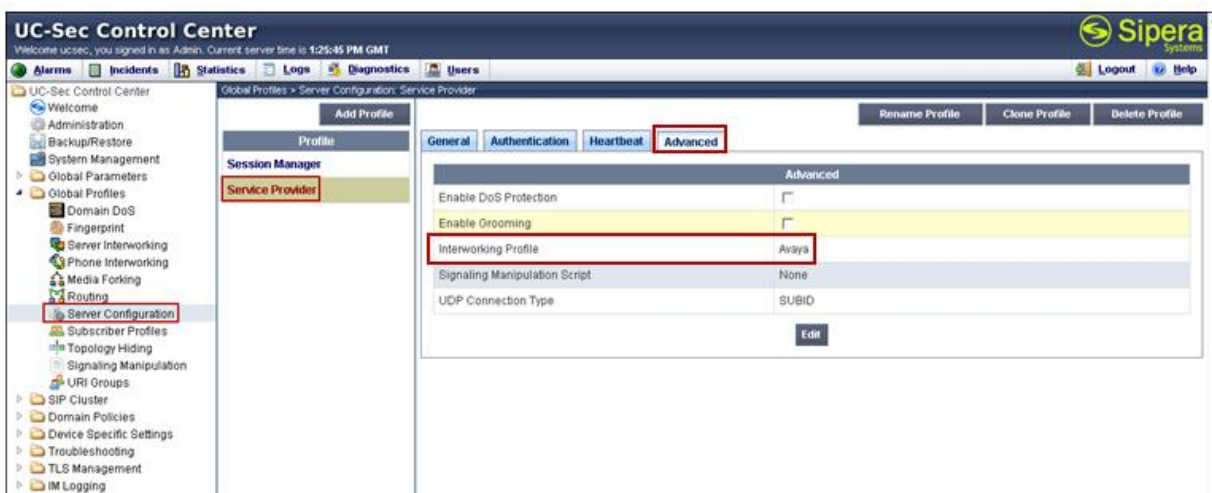 UC-Sec Control Center
Welcome ucsec, you signed in as Admin. Current server time is 1:25:45 PM GMT
Sipera
Systems
Alarms Incidents Statistics Logs Diagnostics Users Logout Help
UC-Sec Control Center
Welcome
Administration
Backup/Restore
System Management
Global Parameters
Global Profiles
Domain DoS
Fingerprint
Server Interworking
Phone Interworking
Media Forking
Routing
Server Configuration
Subscriber Profiles
Topology Hiding
Signaling Manipulation
URI Groups
SIP Cluster
Domain Policies
Device Specific Settings
Troubleshooting
TLS Management
IM Logging
Global Profiles > Server Configuration: Service Provider
Add Profile
Profile
Session Manager
Service Provider
Rename Profile Clone Profile Delete Profile
General Authentication Heartbeat Advanced
Advanced
Enable DoS Protection
Enable Grooming
Interworking Profile Avaya
Signaling Manipulation Script None
UDP Connection Type SUBID
Edit